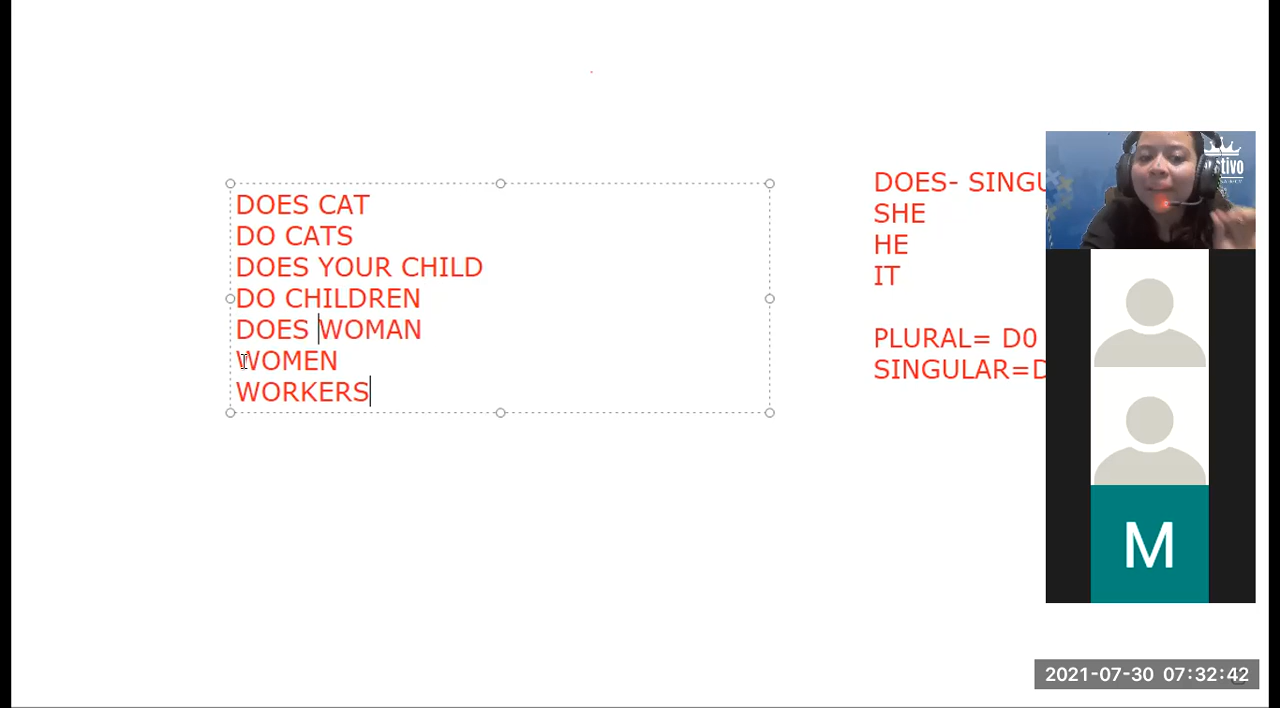 DOES CAT
DO CATS
DOES YOUR CHILD
DO CHILDREN
DOES WOMAN
WOMEN
WORKERS
DOES- SINGU
SHE
HE
IT
PLURAL= D0
SINGULAR=D
stivo
M
2021-07-30 07:32:42